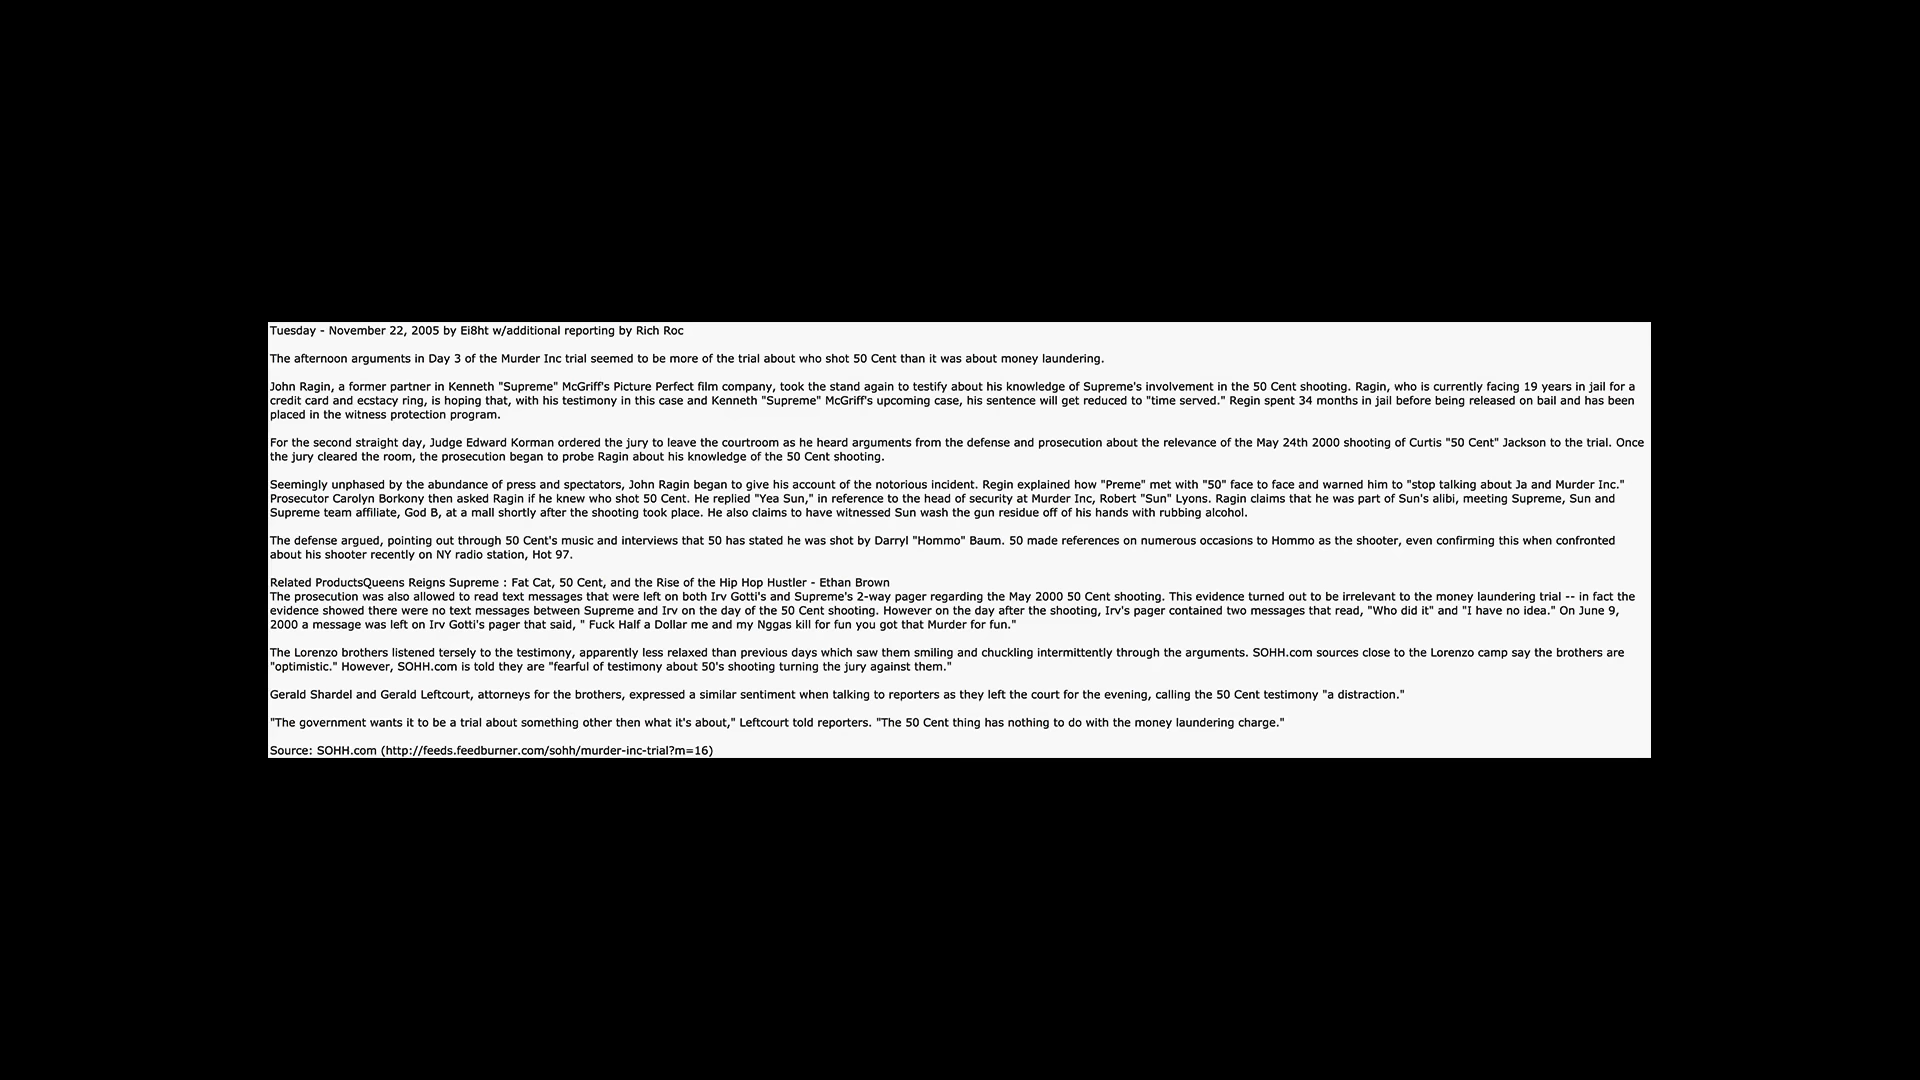 Tuesday - November 22, 2005 by Ei8ht w/additional reporting by Rich Roc
The afternoon arguments in Day 3 of the Murder Inc trial seemed to be more of the trial about who shot 50 Cent than it was about money laundering.
John Ragin, a former partner in Kenneth "Supreme" McGriff's Picture Perfect film company, took the stand again to testify about his knowledge of Supreme's involvement in the 50 Cent shooting. Ragin, who is currently facing 19 years in jail for a
credit card and ecstacy ring, is hoping that, with his testimony in this case and Kenneth "Supreme" McGriff's upcoming case, his sentence will get reduced to "time served." Regin spent 34 months in jail before being released on bail and has been
placed in the witness protection program.
For the second straight day, Judge Edward Korman ordered the jury to leave the courtroom as he heard arguments from the defense and prosecution about the relevance of the May 24th 2000 shooting of Curtis "50 Cent" Jackson to the trial. Once
the jury cleared the room, the prosecution began to probe Ragin about his knowledge of the 50 Cent shooting.
Seemingly unphased by the abundance of press and spectators, John Ragin began to give his account of the notorious incident. Regin explained how "Preme" met with "50" face to face and warned him to "stop talking about Ja and Murder Inc."
Prosecutor Carolyn Borkony then asked Ragin if he knew who shot 50 Cent. He replied "Yea Sun," in reference to the head of security at Murder Inc, Robert "Sun" Lyons. Ragin claims that he was part of Sun's alibi, meeting Supreme, Sun and
Supreme team affiliate, God B, at a mall shortly after the shooting took place. He also claims to have witnessed Sun wash the gun residue off of his hands with rubbing alcohol.
The defense argued, pointing out through 50 Cent's music and interviews that 50 has stated he was shot by Darryl "Hommo" Baum. 50 made references on numerous occasions to Hommo as the shooter, even confirming this when confronted
about his shooter recently on NY radio station, Hot 97.
Related ProductsQueens Reigns Supreme : Fat Cat, 50 Cent, and the Rise of the Hip Hop Hustler - Ethan Brown
The prosecution was also allowed to read text messages that were left on both Irv Gotti's and Supreme's 2-way pager regarding the May 2000 50 Cent shooting. This evidence turned out to be irrelevant to the money laundering trial -- in fact the
evidence showed there were no text messages between Supreme and Irv on the day of the 50 Cent shooting. However on the day after the shooting, Irv's pager contained two messages that read, "Who did it" and "I have no idea." On June 9,
2000 a message was left on Irv Gotti's pager that said, " Fuck Half a Dollar me and my Nggas kill for fun you got that Murder for fun."
The Lorenzo brothers listened tersely to the testimony, apparently less relaxed than previous days which saw them smiling and chuckling intermittently through the arguments. SOHH.com sources close to the Lorenzo camp say the brothers are
"optimistic." However, SOHH.com is told they are "fearful of testimony about 50's shooting turning the jury against them."
Gerald Shardel and Gerald Leftcourt, attorneys for the brothers, expressed a similar sentiment when talking to reporters as they left the court for the evening, calling the 50 Cent testimony "a distraction."
"The government wants it to be a trial about something other then what it's about," Leftcourt told reporters. "The 50 Cent thing has nothing to do with the money laundering charge."
Source: SOHH.com (http://feeds.feedburner.com/sohh/murder-inc-trial?m=16)